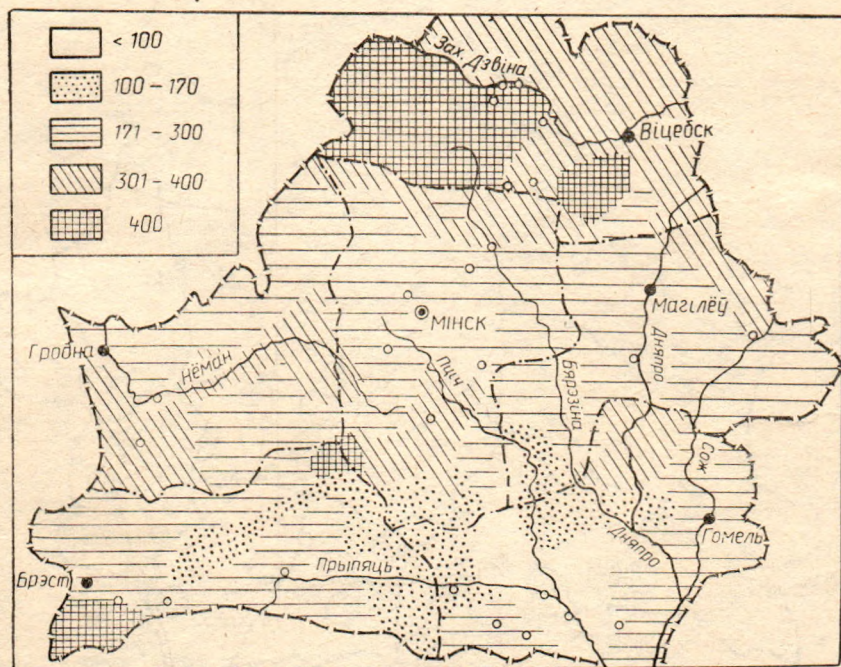 < 100
100 – 170
171 – 300
301 – 400
400
Зах. Дзвіна
Віцебск
Магілёў
Мінск
Гродна
Нёман
Пціч
Бярэзіна
Дняпро
Сож
Гомель
Дняпро
Прыпяць
Брэст